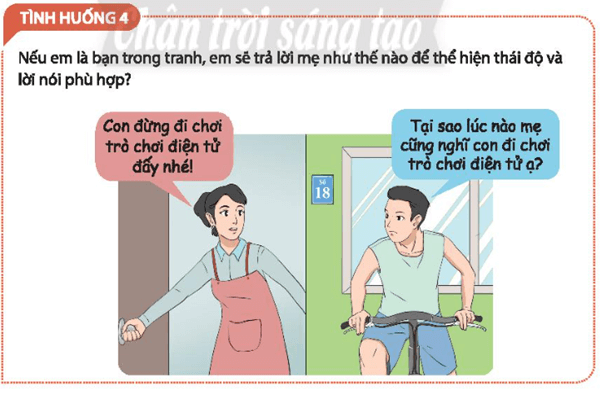 TÌNH HUỐNG 4
Chân trời sáng tạo
Nếu em là bạn trong tranh, em sẽ trả lời mẹ như thế nào để thể hiện thái độ và
lời nói phù hợp?
Con đừng đi chơi
trò chơi điện tử
đấy nhé!
Tại sao lúc nào mẹ
cũng nghĩ con đi chơi
trò chơi điện tử ạ?
Số
18